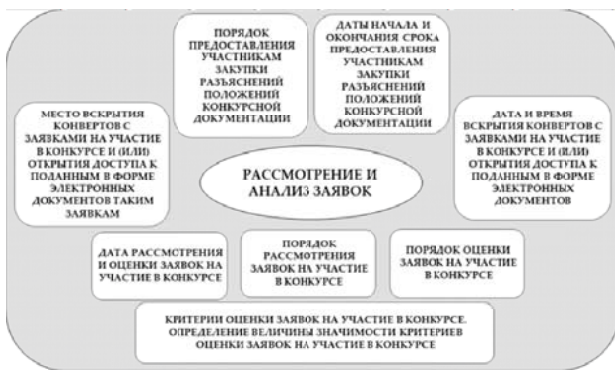 ПОРЯДОК
ПРЕДОСТАВЛЕНИЯ
УЧАСТНИКАМ
ЗАКУПКИ
РАЗЪЯСНЕНИЙ
ПОЛОЖЕНИЙ
КОНКУРСНОЙ
ДОКУМЕНТАЦИИ
ДАТЫ НАЧАЛА И
ОКОНЧАНИЯ СРОКА
ПРЕДОСТАВЛЕНИЯ
УЧАСТНИКАМ
ЗАКУПКИ
РАЗЪЯСНЕНИЙ
ПОЛОЖЕНИЙ
КОНКУРСНОЙ
ДОКУМЕНТАЦИИ
МЕСТО ВСКРЫТИЯ
КОНВЕРТОВ С
ЗАЯВКАМИ НА УЧАСТИЕ
В КОНКУРСЕ И (ИЛИ)
ОТКРЫТИЯ ДОСТУПА К
ПОДАННЫМ В ФОРМЕ
ЭЛЕКТРОННЫХ
ДОКУМЕНТОВ ТАКИМ
ЗАЯВКАМ
РАССМОТРЕНИЕ И
АНАЛИЗ ЗАЯВОК
ДАТА И ВРЕМЯ
ВСКРЫТИЯ КОНВЕРТОВ С
ЗАЯВКАМИ НА УЧАСТИЕ
В КОНКУРСЕ И (ИЛИ)
ОТКРЫТИЯ ДОСТУПА К
ПОДАННЫМ В ФОРМЕ
ЭЛЕКТРОННЫХ
ДОКУМЕНТОВ
ДАТА РАССМОТРЕНИЯ
И ОЦЕНКИ ЗАЯВОК НА
УЧАСТИЕ В КОНКУРСЕ
ПОРЯДОК
РАССМОТРЕНИЯ
ЗАЯВОК НА УЧАСТИЕ В
КОНКУРСЕ
ПОРЯДОК ОЦЕНКИ
ЗАЯВОК НА УЧАСТИЕ
В КОНКУРСЕ
КРИТЕРИИ ОЦЕНКИ ЗАЯВОК НА УЧАСТИЕ В КОНКУРСЕ.
ОПРЕДЕЛЕНИЕ ВЕЛИЧИНЫ ЗНАЧИМОСТИ КРИТЕРИЕВ
ОЦЕНКИ ЗАЯВОК НА УЧАСТИЕ В КОНКУРСЕ